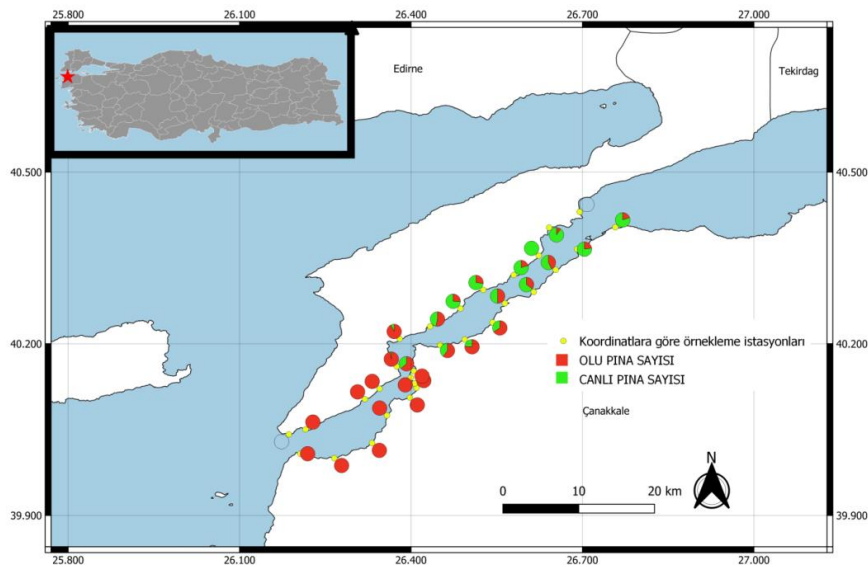 25.800 26.100 26.400 26.700 27.000
Edirne
Tekirdag
40.500 40.500
40.200 40.200
Koordinatlara göre örnekleme istasyonları
OLU PINA SAYISI
CANLI PINA SAYISI
Çanakkale
N
0 10 20 km
39.900 39.900
25.800 26.100 26.400 26.700 27.000